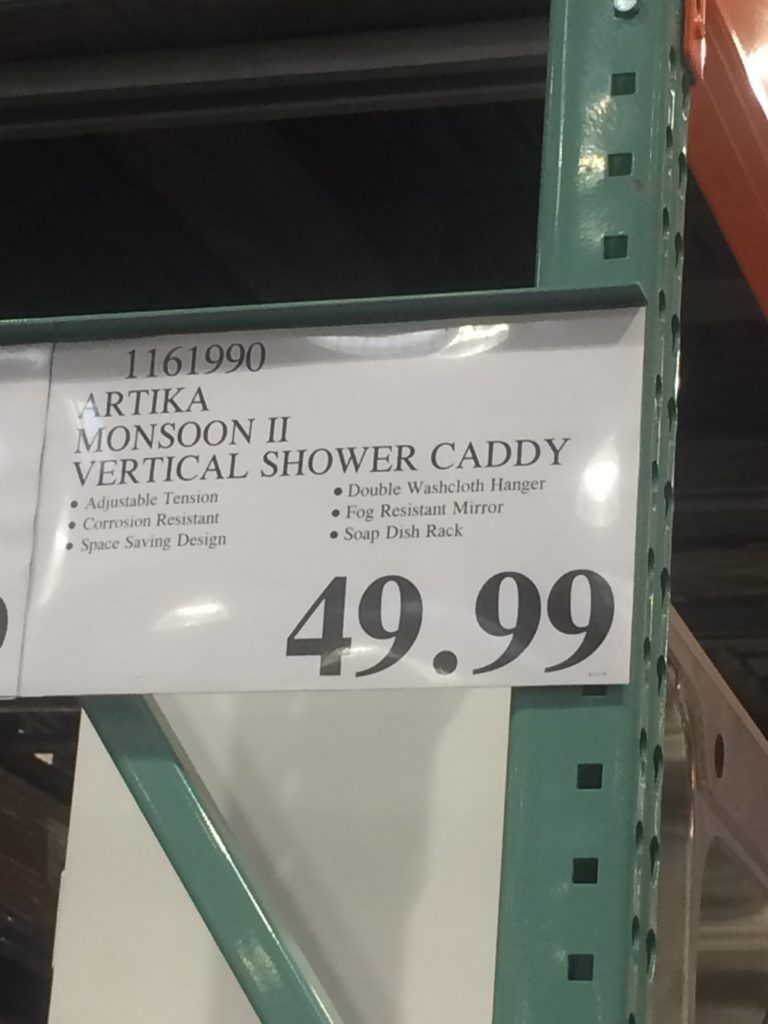 1161990
ARTIKA
MONSOON II
VERTICAL SHOWER CADDY
• Adjustable Tension
• Corrosion Resistant
• Space Saving Design
• Double Washcloth Hanger
• Fog Resistant Mirror
• Soap Dish Rack
49.99